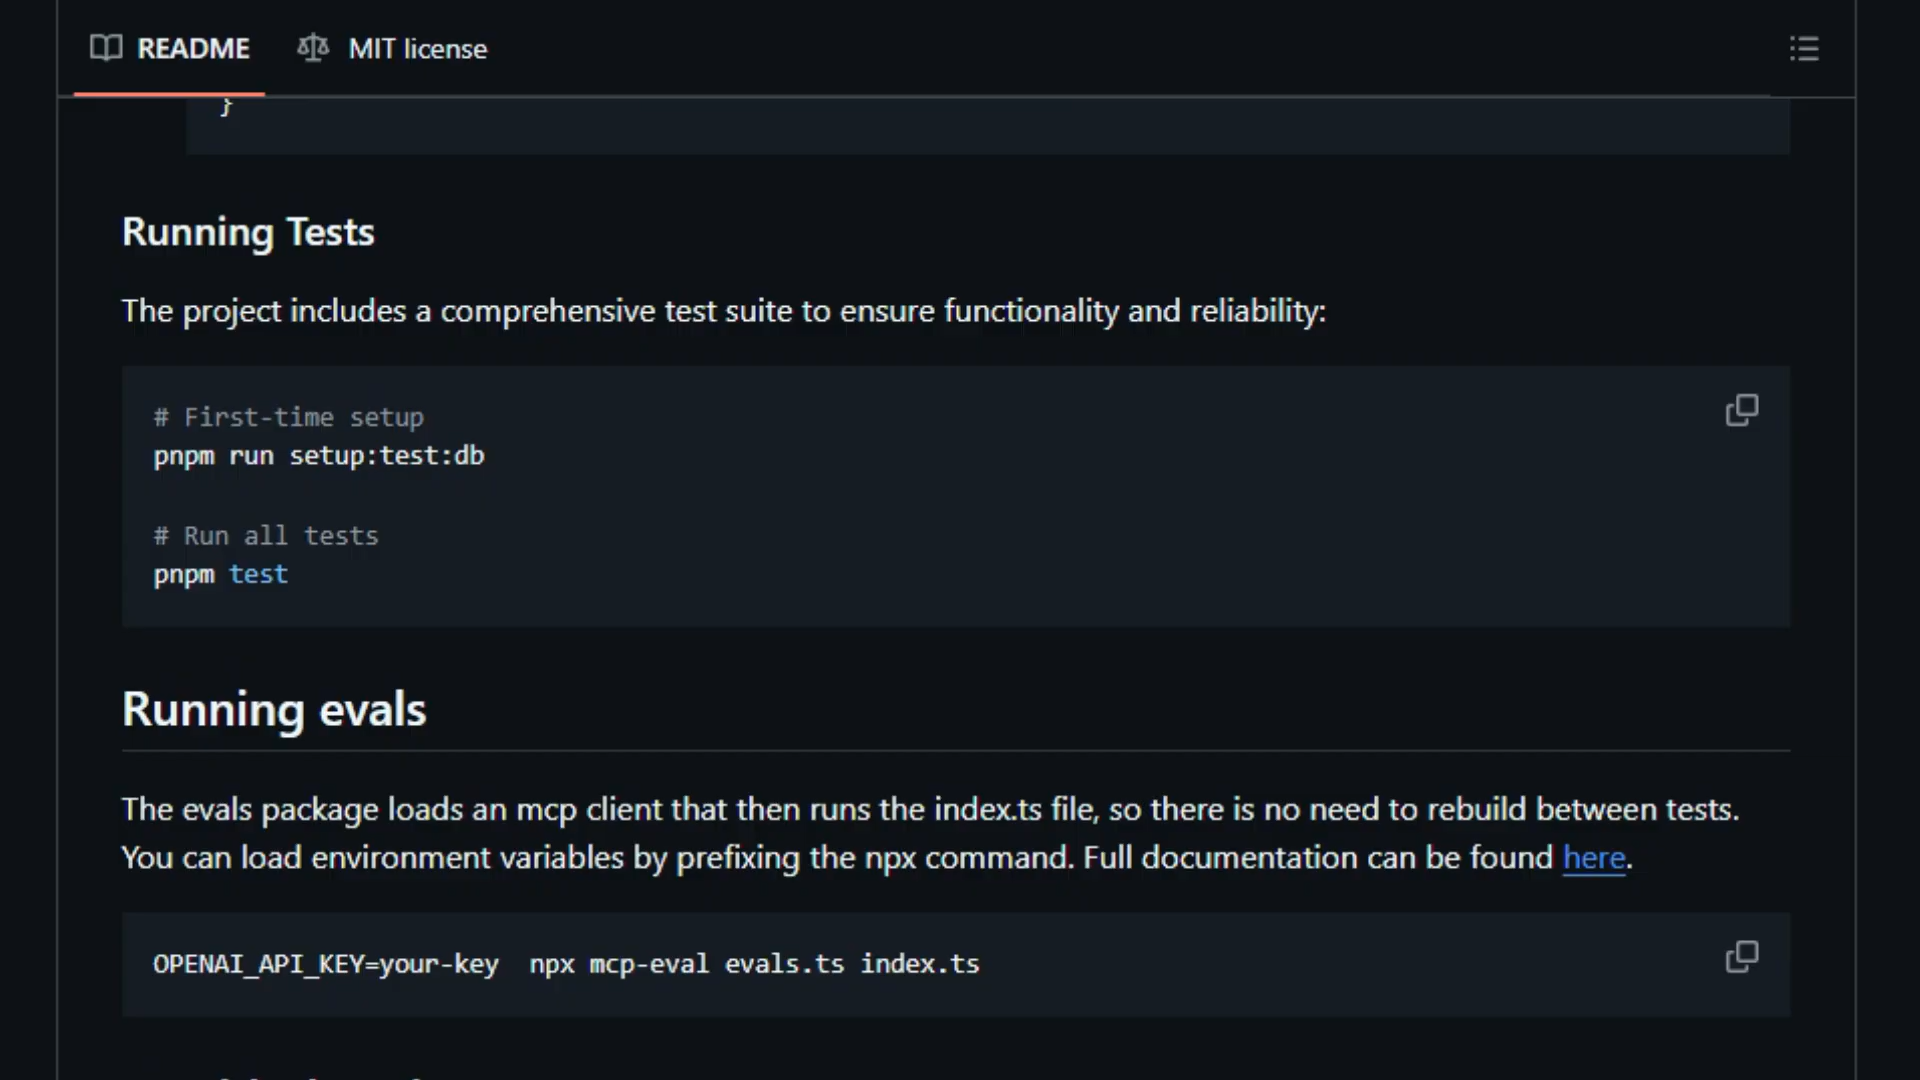 README MIT license
}
Running Tests
The project includes a comprehensive test suite to ensure functionality and reliability:
# First-time setup
pnpm run setup:test:db
# Run all tests
pnpm test
Running evals
The evals package loads an mcp client that then runs the index.ts file, so there is no need to rebuild between tests.
You can load environment variables by prefixing the npx command. Full documentation can be found here.
OPENAI_API_KEY=your-key  npx mcp-eval evals.ts index.ts